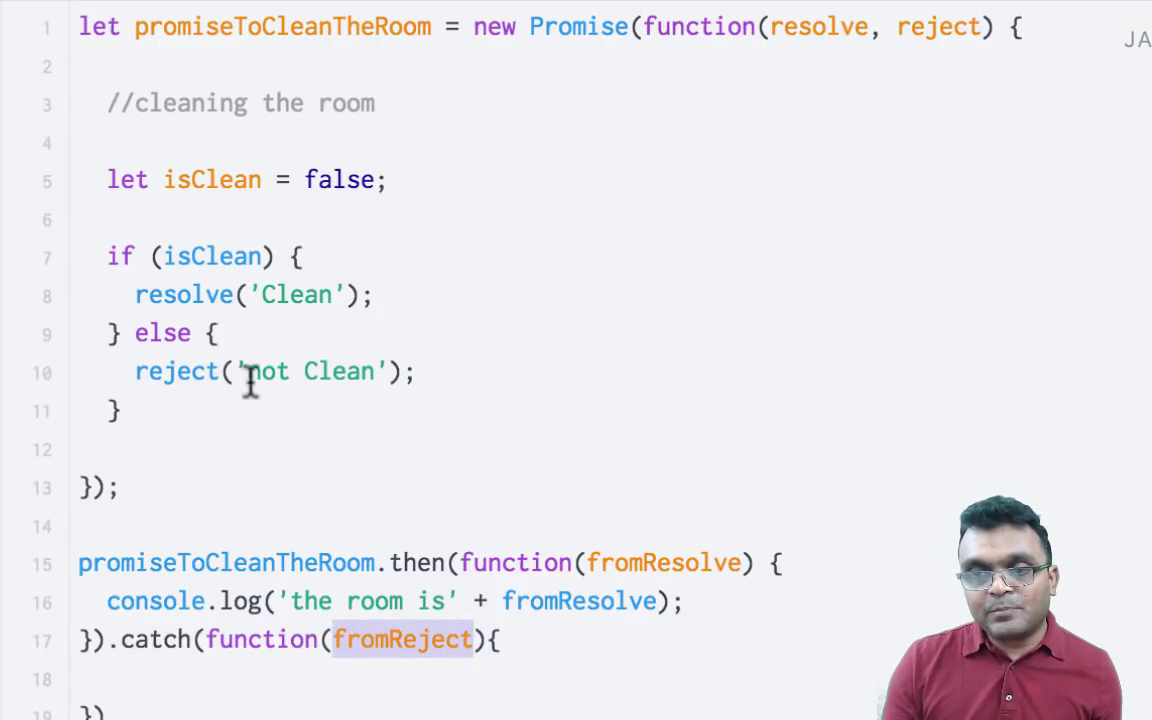 1 let promiseToCleanTheRoom = new Promise(function(resolve, reject) {
JA
2
3 //cleaning the room
4
5 let isClean = false;
6
7 if (isClean) {
8 resolve('Clean');
9 } else {
10 reject('not Clean');
11 }
12
13 });
14
15 promiseToCleanTheRoom.then(function(fromResolve) {
16 console.log('the room is' + fromResolve);
17 }).catch(function(fromReject){
18
19 })